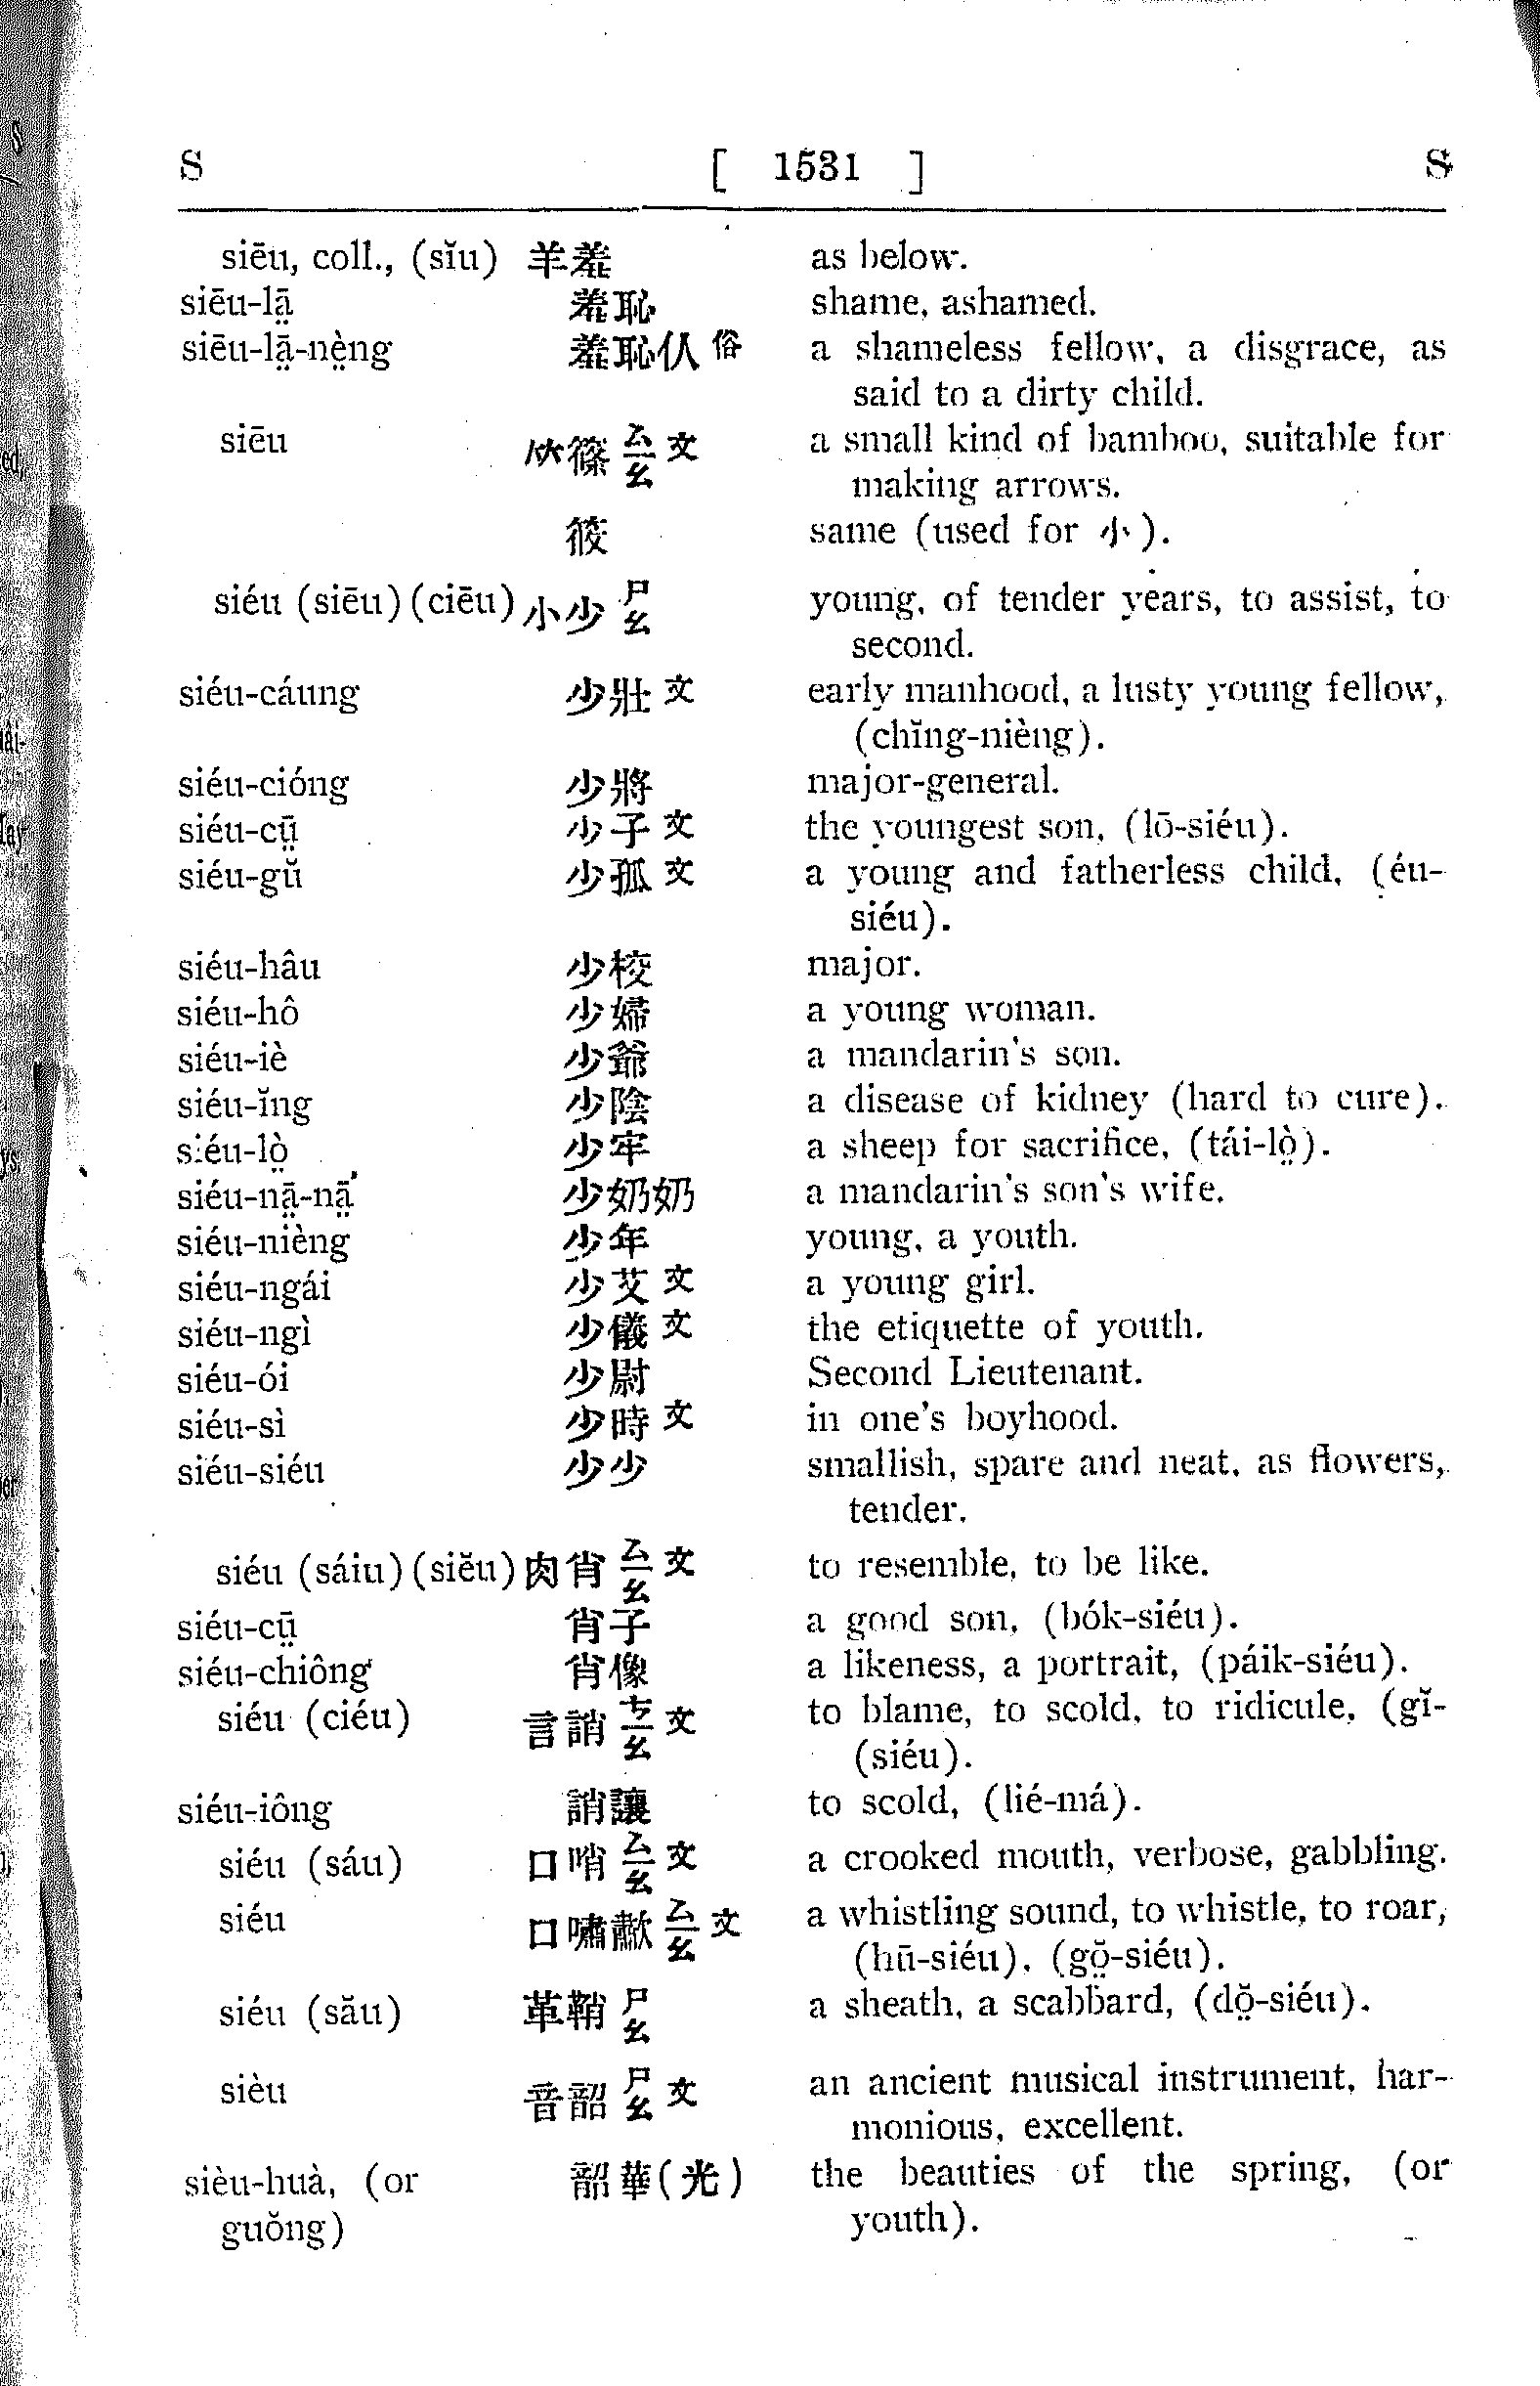 S [ 1531 ] S
siēu, coll., (sĭu) 羊羞 as below.
siēu-lā̤ 羞恥 shame, ashamed.
siēu-lā̤-nè̤ng 羞恥仈 俗 a shameless fellow, a disgrace, as
said to a dirty child.
siēu 篠 ㄙㄧㄠ 文 a small kind of bamboo, suitable for
making arrows.
筱 same (used for 小).
siéu (siēu) (ciēu) 小少 ㄕㄠ young, of tender years, to assist, to
second.
siéu-cáung 少壯 文 early manhood, a lusty young fellow,
(chĭng-nièng).
siéu-cióng 少將 major-general.
siéu-cṳ̄ 少子 文 the youngest son, (lō-siéu).
siéu-gŭ 少孤 文 a young and fatherless child, (éu-
siéu).
siéu-hâu 少校 major.
siéu-hô 少婦 a young woman.
siéu-iè 少爺 a mandarin's son.
siéu-ĭng 少陰 a disease of kidney (hard to cure).
siéu-lò̤ 少牢 a sheep for sacrifice, (tái-lò̤).
siéu-nā̤-nā̤ 少奶奶 a mandarin's son's wife.
siéu-nièng 少年 young, a youth.
siéu-ngái 少艾 文 a young girl.
siéu-ngì 少儀 文 the etiquette of youth.
siéu-ói 少尉 Second Lieutenant.
siéu-sì 少時 文 in one's boyhood.
siéu-siéu 少少 smallish, spare and neat, as flowers,
tender.
siéu (sáiu) (siĕu) 肉肖 ㄙㄧㄠ 文 to resemble, to be like.
siéu-cṳ̄ 肖子 a good son, (bók-siéu).
siéu-chiông 肖像 a likeness, a portrait, (páik-siéu).
siéu (ciéu) 言誚 ㄘㄧㄠ 文 to blame, to scold, to ridicule, (gĭ-
(siéu).
siéu-iông 誚讓 to scold, (lié-má).
siéu (sáu) 口哨 ㄙㄧㄠ 文 a crooked mouth, verbose, gabbling.
siéu 口嘯歗 ㄙㄧㄠ 文 a whistling sound, to whistle, to roar,
(hū-siéu), (gŏ̤-siéu).
siéu (său) 革鞘 ㄕㄠ a sheath, a scabbard, (dŏ̤-siéu).
sièu 音韶 ㄕㄠ 文 an ancient musical instrument, har-
monious, excellent.
sièu-huà, (or 韶華(光) the beauties of the spring, (or
guŏng) youth).